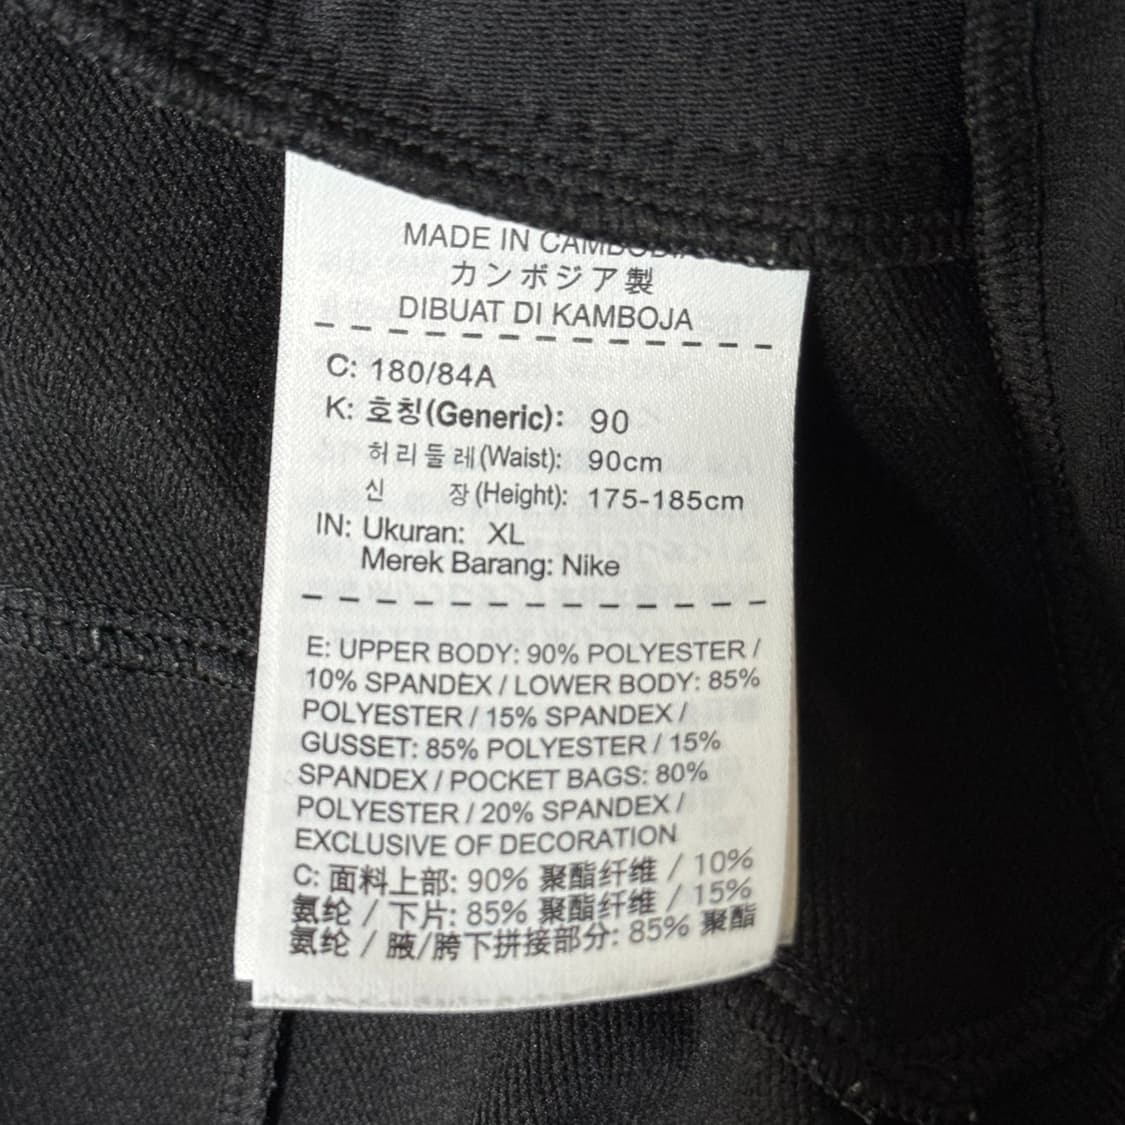 MADE IN CAMBODIA
カンボジア製
DIBUAT DI KAMBOJA
C: 180/84A
K: 호칭(Generic): 90
허리둘레(Waist): 90cm
신 장(Height): 175-185cm
IN: Ukuran: XL
Merek Barang: Nike
E: UPPER BODY: 90% POLYESTER /
10% SPANDEX / LOWER BODY: 85%
POLYESTER / 15% SPANDEX /
GUSSET: 85% POLYESTER / 15%
SPANDEX / POCKET BAGS: 80%
POLYESTER / 20% SPANDEX /
EXCLUSIVE OF DECORATION
C: 面料上部: 90% 聚酯纤维 / 10%
氨纶 / 下片: 85% 聚酯纤维 / 15%
氨纶 / 腋/胯下拼接部分: 85% 聚酯